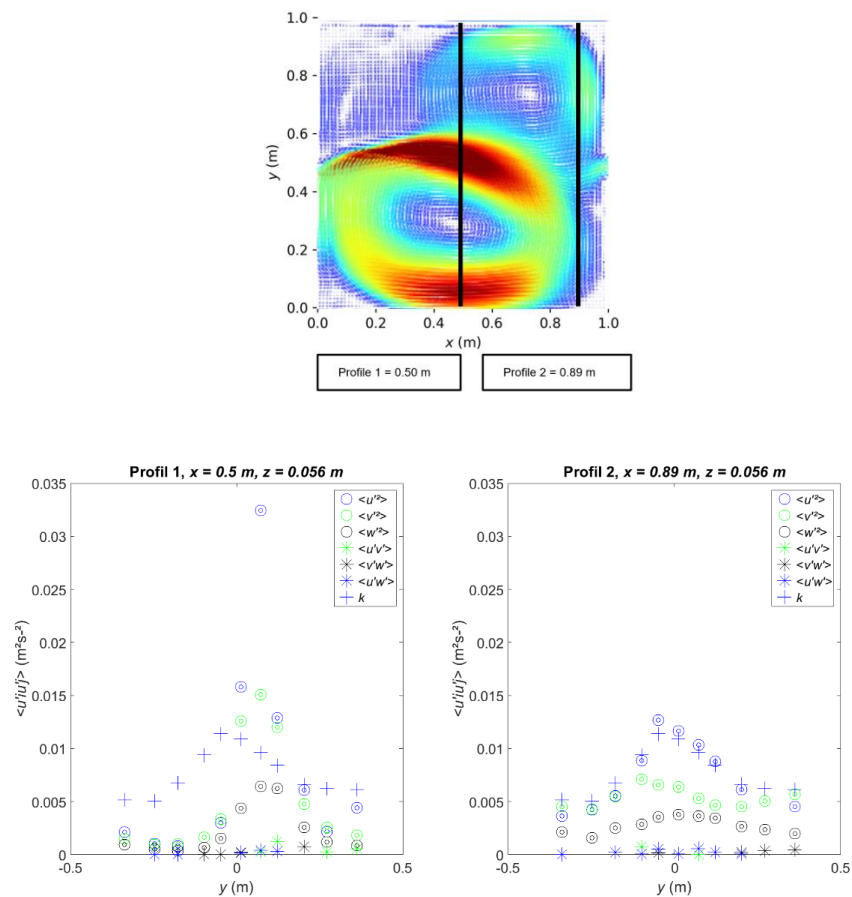 1.0
0.8
0.6
0.4
0.2
0.0
y (m)
0.0 0.2 0.4 0.6 0.8 1.0
x (m)
Profile 1 = 0.50 m
Profile 2 = 0.89 m
Profil 1, x = 0.5 m, z = 0.056 m
0.035
0.03
0.025
0.02
0.015
0.01
0.005
0
<u'iu'j> (m²s-²)
-0.5 0 0.5
y (m)
<u'²>
<v'²>
<w'²>
<u'v'>
<v'w'>
<u'w'>
k
Profil 2, x = 0.89 m, z = 0.056 m
0.035
0.03
0.025
0.02
0.015
0.01
0.005
0
<u'iu'j> (m²s-²)
-0.5 0 0.5
y (m)
<u'²>
<v'²>
<w'²>
<u'v'>
<v'w'>
<u'w'>
k